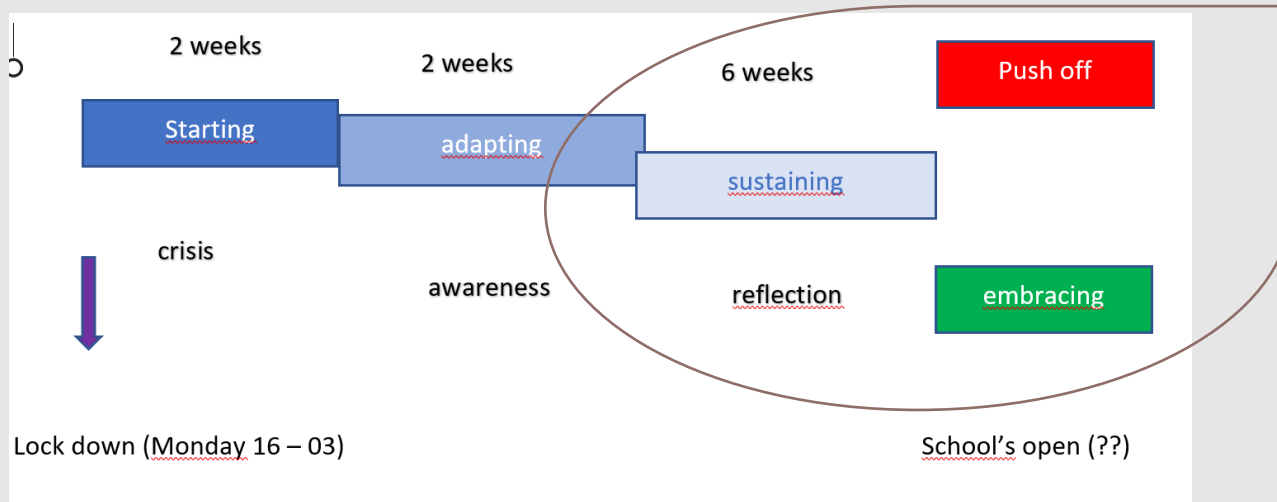 2 weeks
2 weeks
6 weeks
Push off
Starting
adapting
sustaining
crisis
awareness
reflection
embracing
Lock down (Monday 16 – 03)
School's open (??)